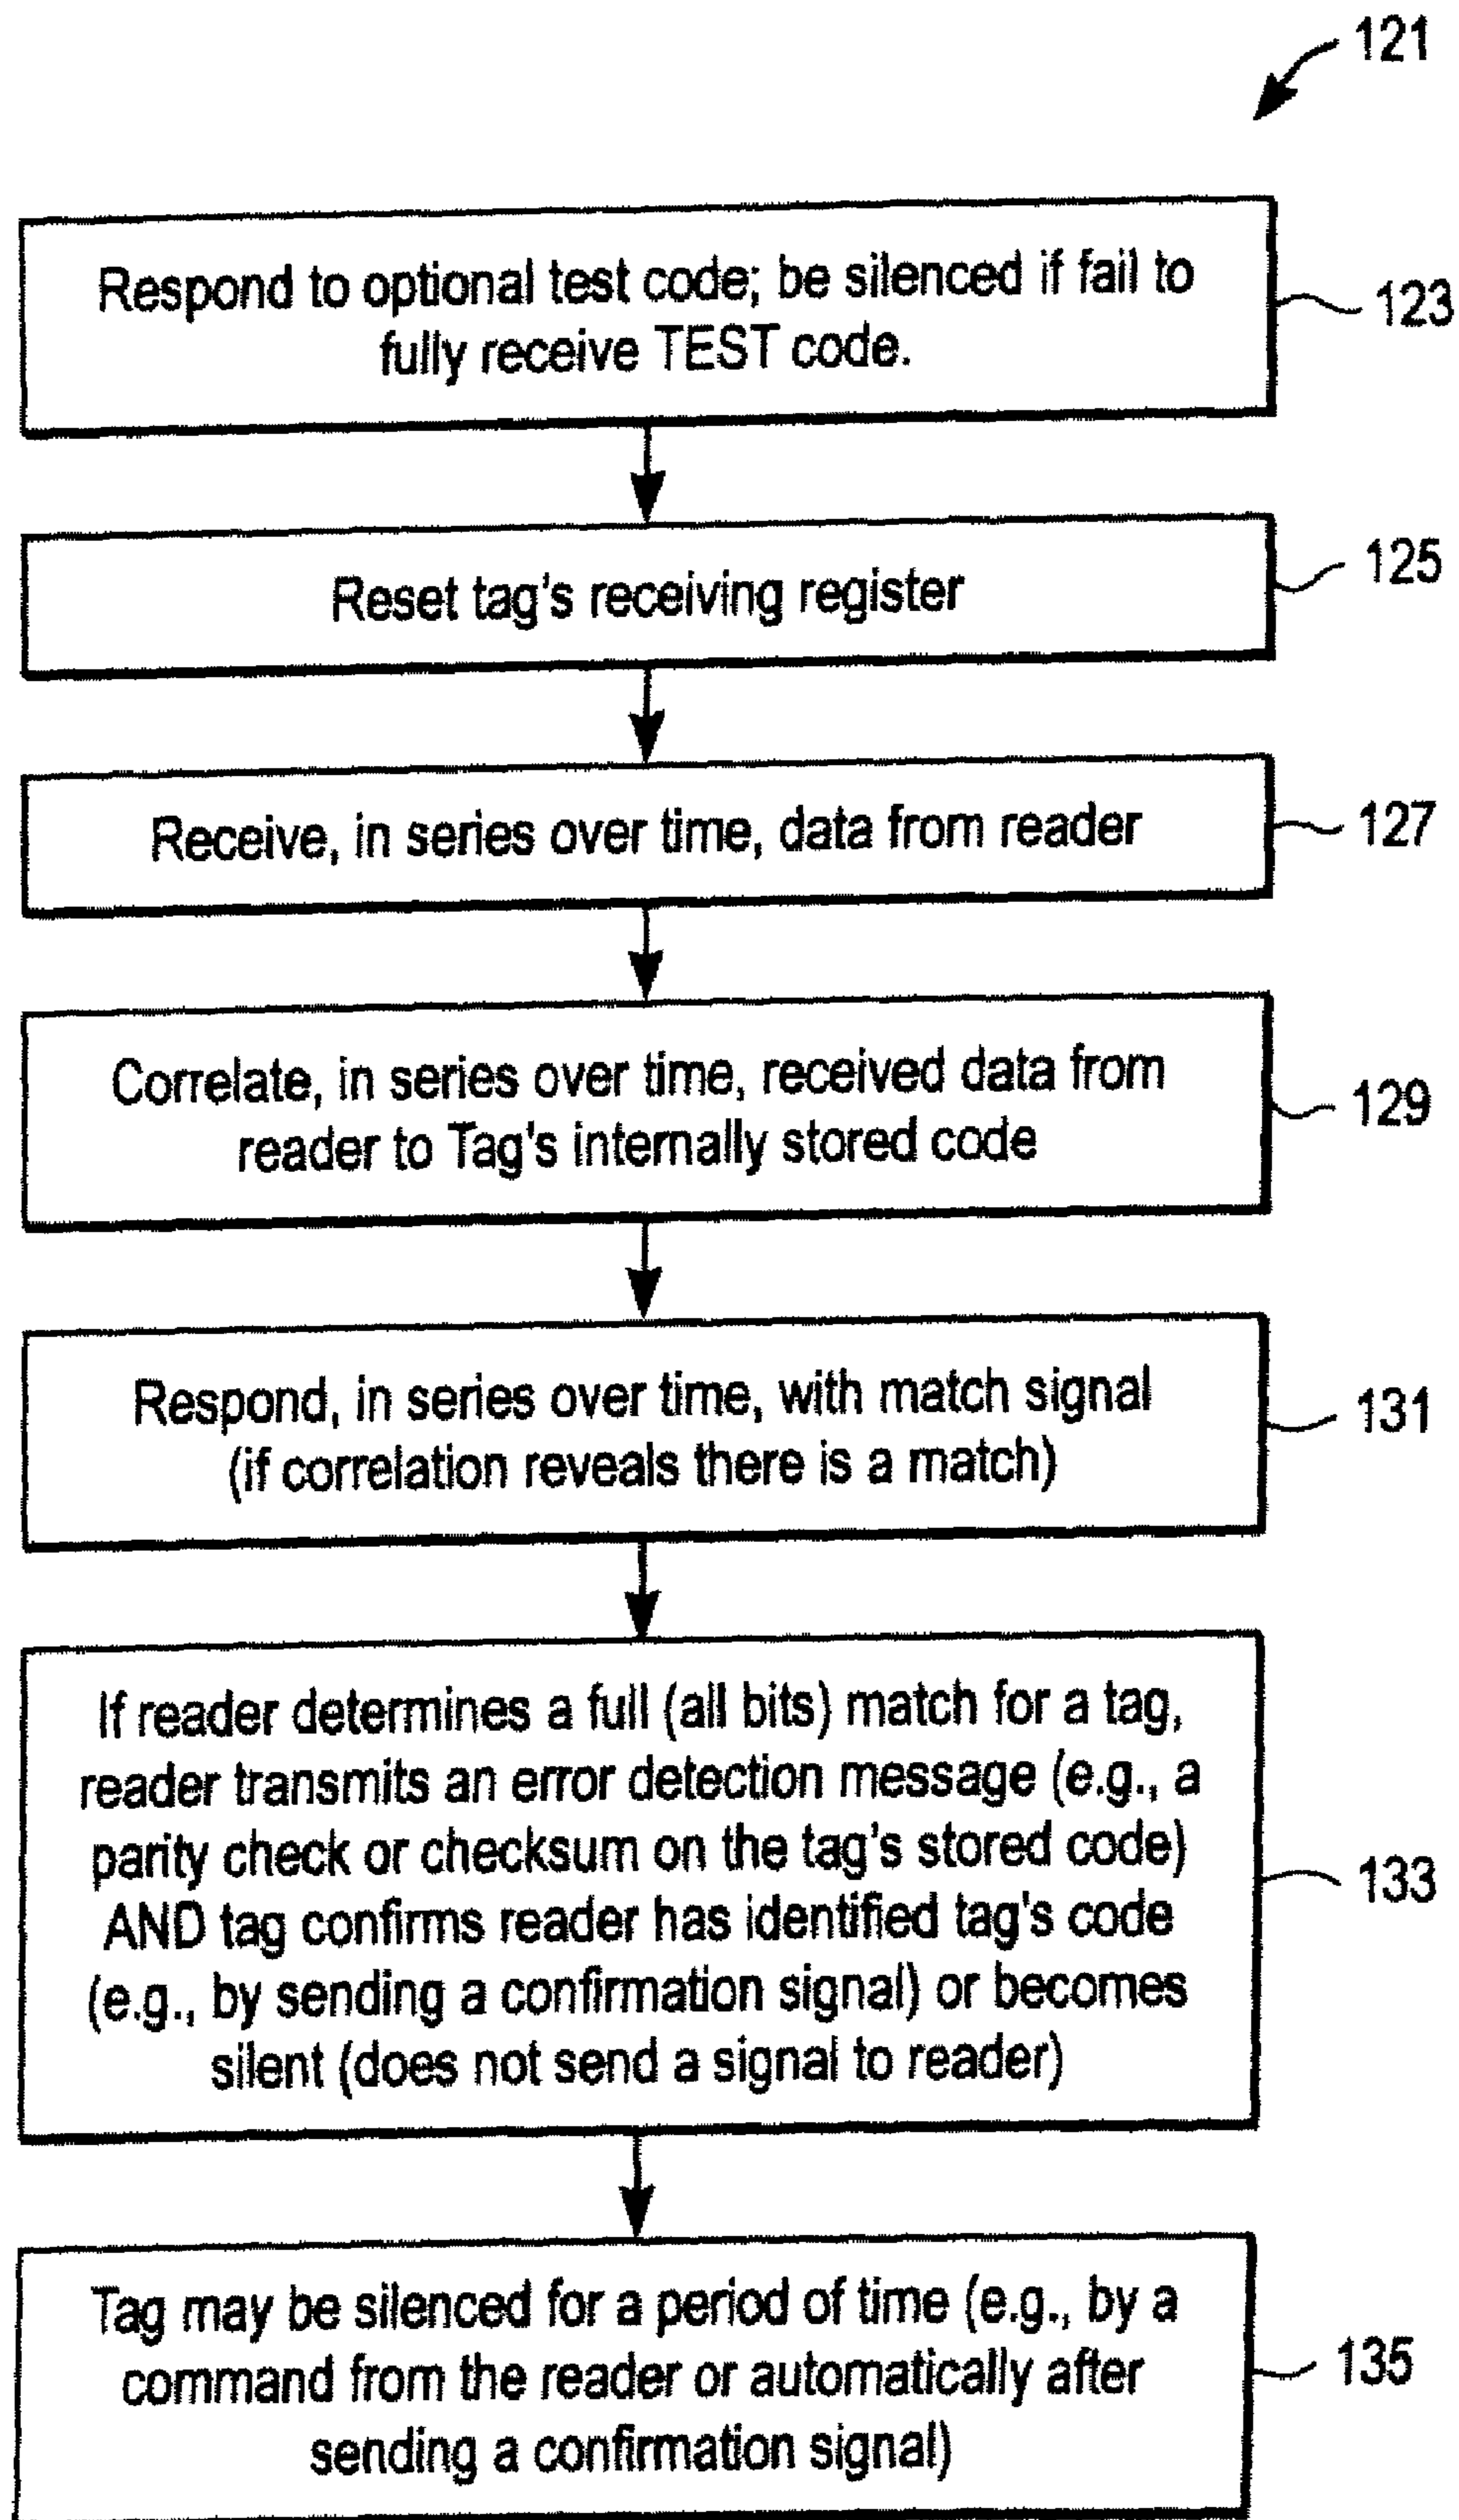 121
Respond to optional test code; be silenced if fail to
fully receive TEST code.
123
Reset tag's receiving register
125
Receive, in series over time, data from reader
127
Correlate, in series over time, received data from
reader to Tag's internally stored code
129
Respond, in series over time, with match signal
(if correlation reveals there is a match)
131
If reader determines a full (all bits) match for a tag,
reader transmits an error detection message (e.g., a
parity check or checksum on the tag's stored code)
AND tag confirms reader has identified tag's code
(e.g., by sending a confirmation signal) or becomes
silent (does not send a signal to reader)
133
Tag may be silenced for a period of time (e.g., by a
command from the reader or automatically after
sending a confirmation signal)
135